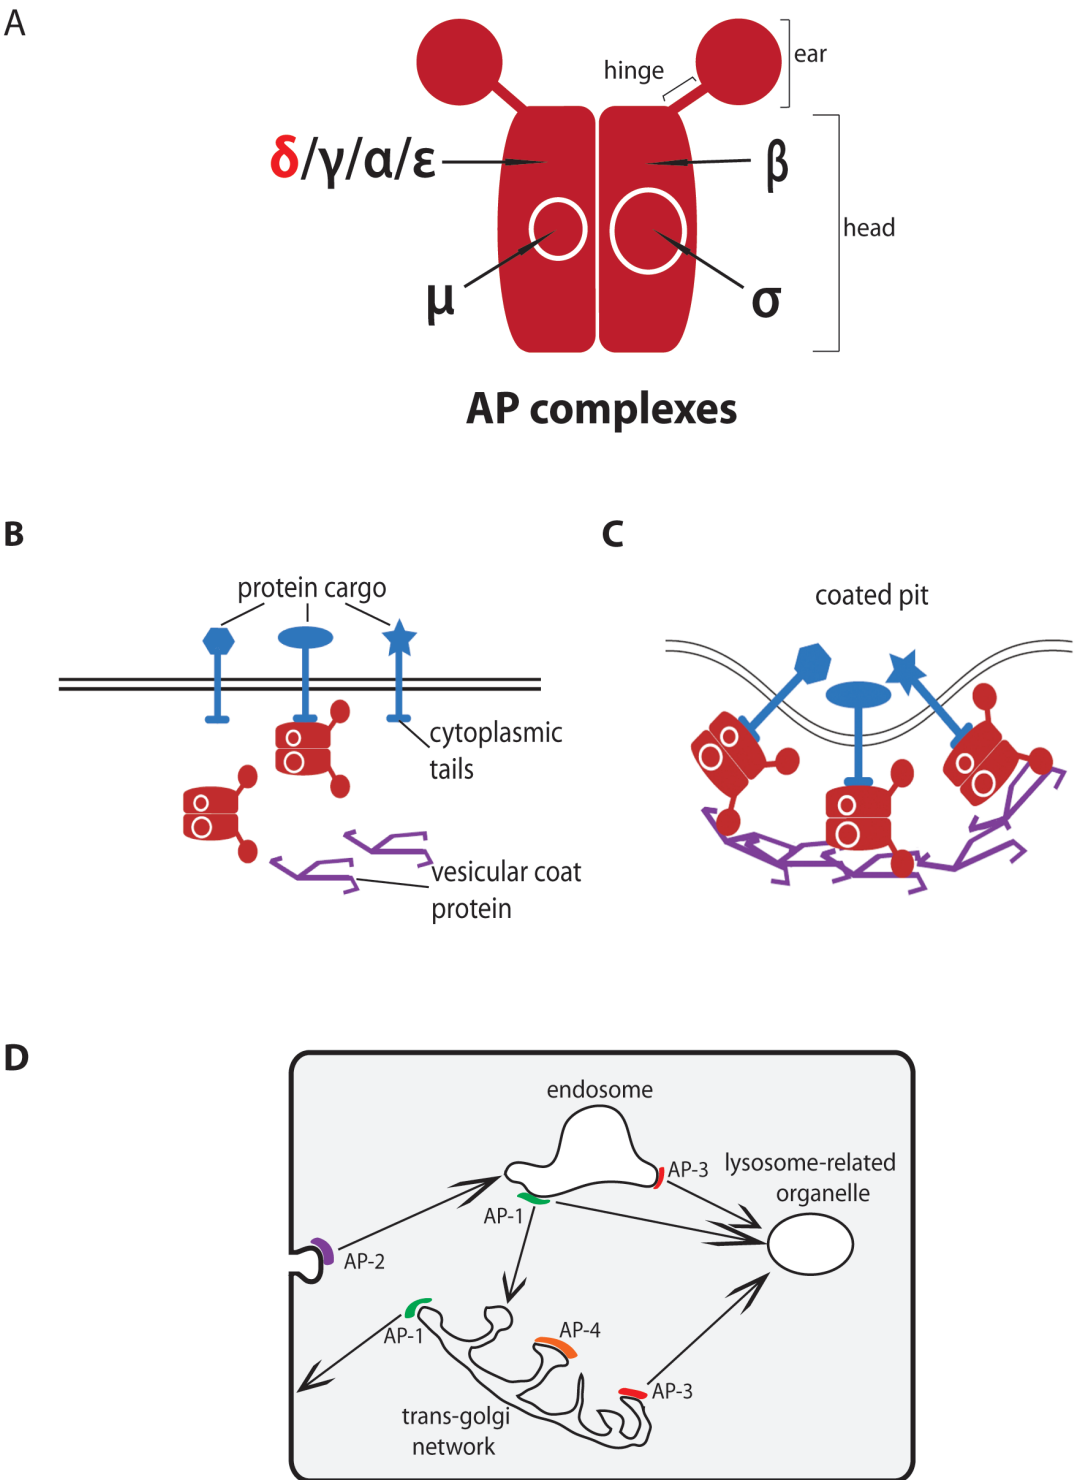 A
hinge
ear
δ/γ/α/ε
β
head
μ
σ
AP complexes
B
protein cargo
cytoplasmic
tails
vesicular coat
protein
C
coated pit
D
endosome
AP-3
lysosome-related
organelle
AP-1
AP-2
AP-1
AP-4
AP-3
trans-golgi
network